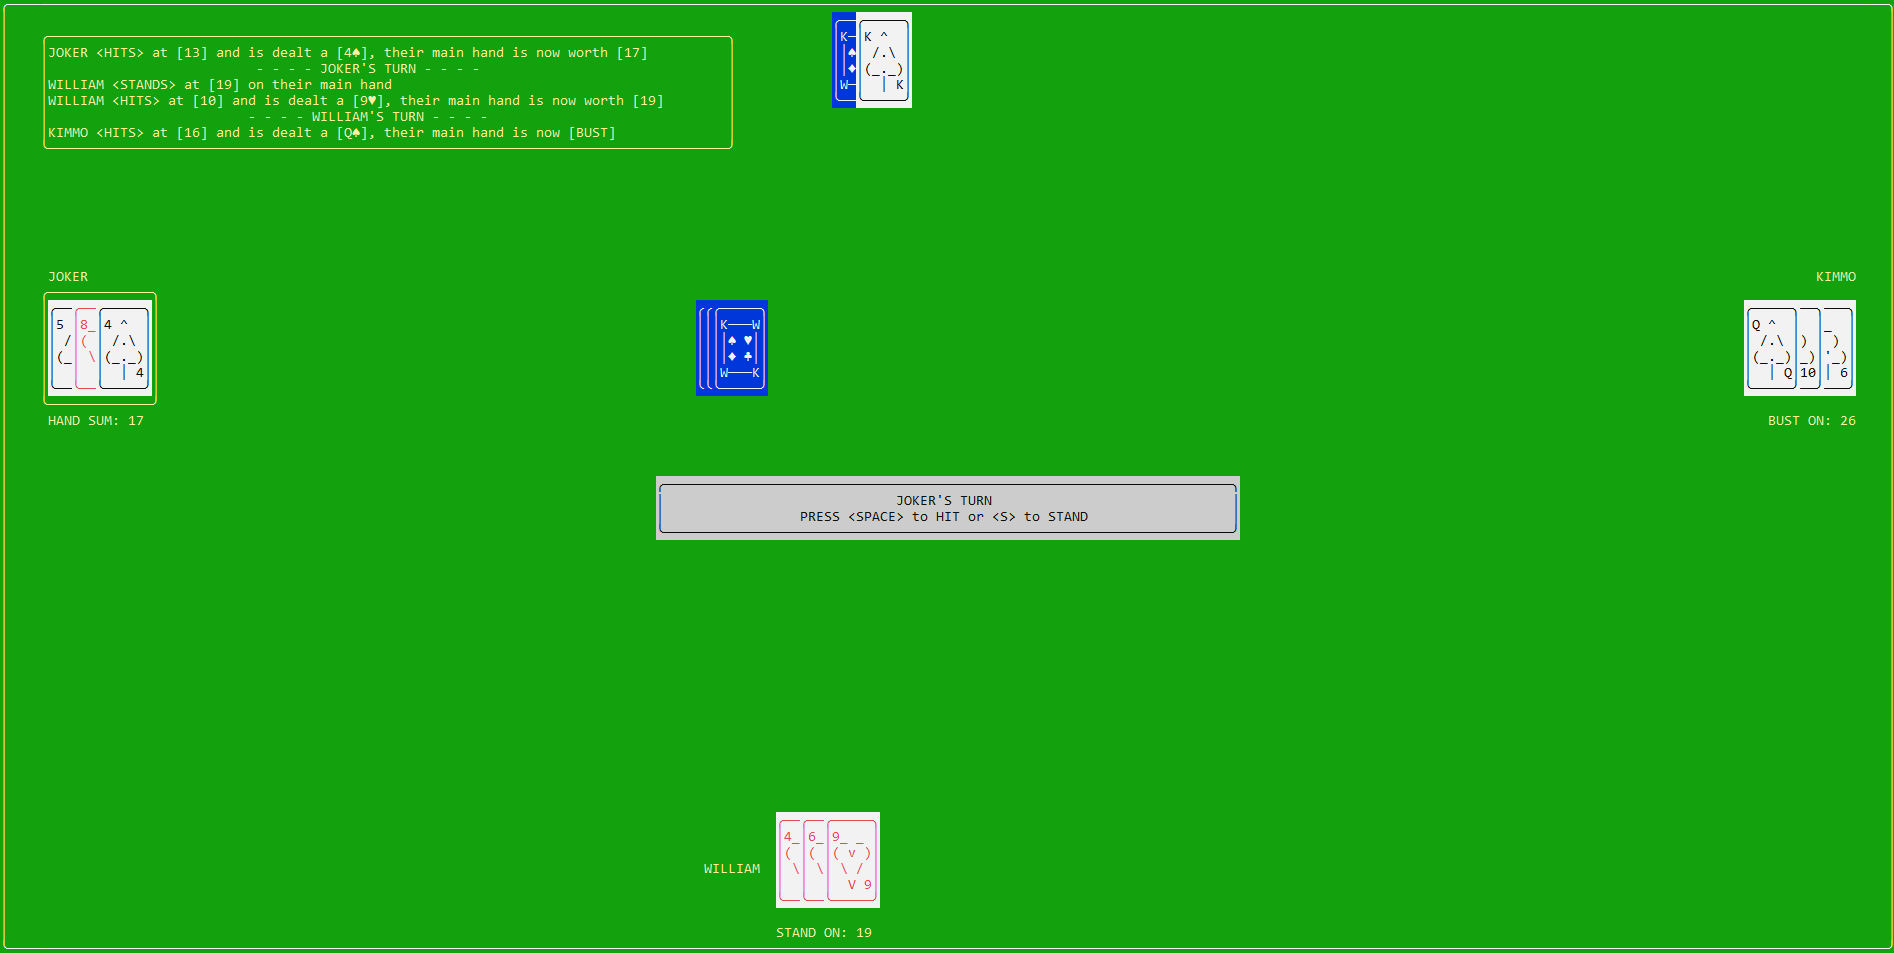 JOKER <HITS> at [13] and is dealt a [4♠], their main hand is now worth [17]
- - - - JOKER'S TURN - - - -
WILLIAM <STANDS> at [19] on their main hand
WILLIAM <HITS> at [10] and is dealt a [9♥], their main hand is now worth [19]
- - - - WILLIAM'S TURN - - - -
KIMMO <HITS> at [16] and is dealt a [Q♠], their main hand is now [BUST]
K K
♠
♦
W K
JOKER
5 8 4
4
HAND SUM: 17
K W
♠ ♥
♦ ♣
W K
KIMMO
Q
Q 10 6
BUST ON: 26
JOKER'S TURN
PRESS <SPACE> to HIT or <S> to STAND
4 6 9
WILLIAM
9
STAND ON: 19